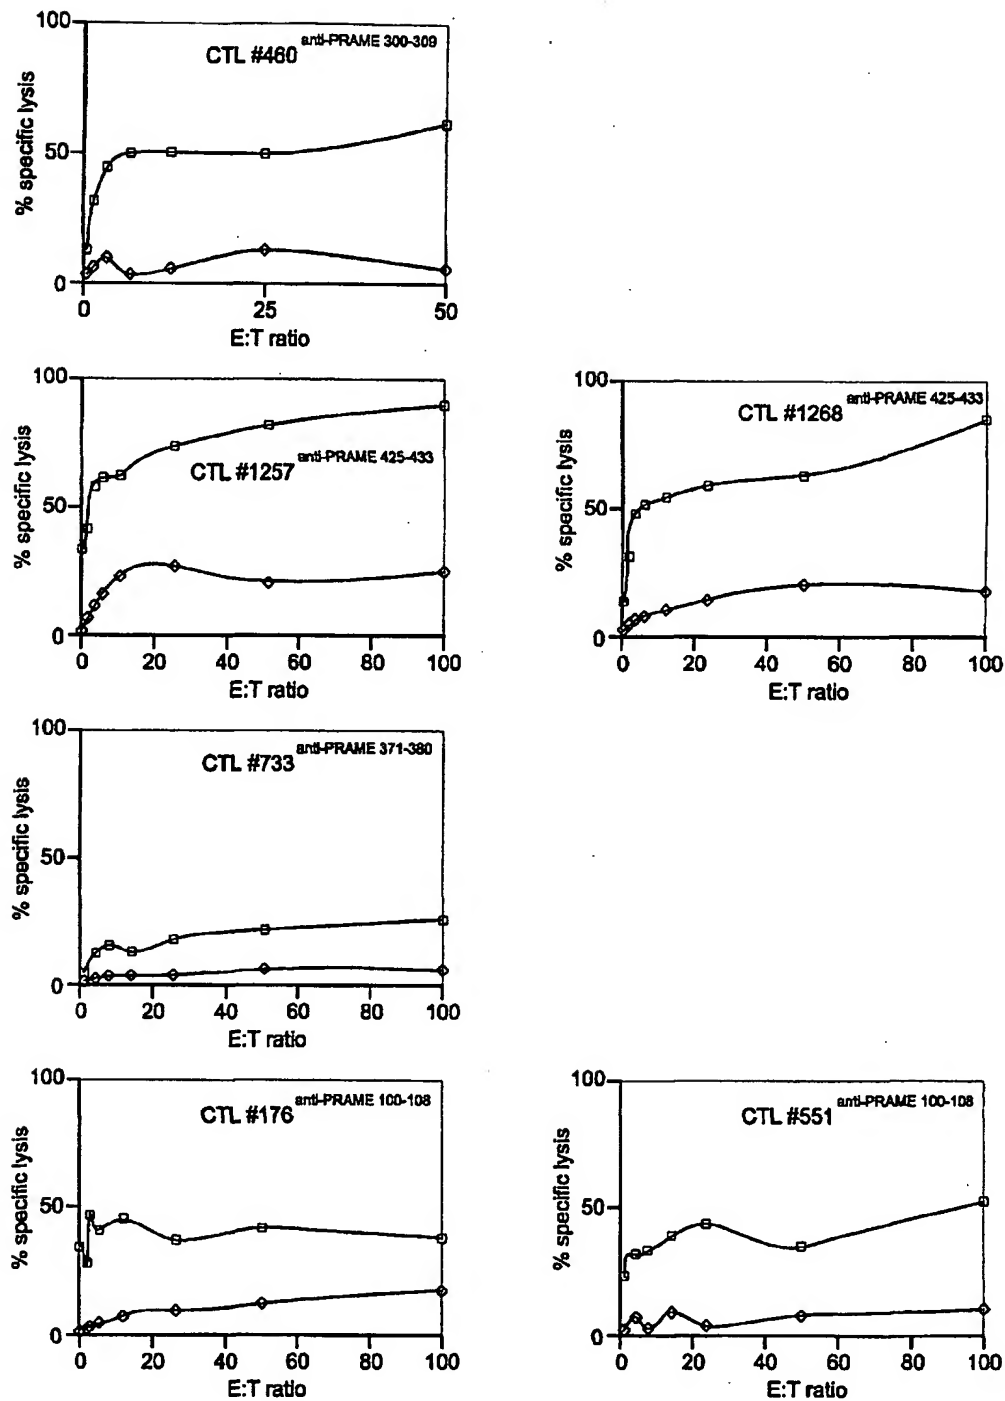 100
CTL #460 anti-PRAME 300-309
% specific lysis
50
0
0 25 50
E:T ratio
100
CTL #1257 anti-PRAME 425-433
% specific lysis
50
0
0 20 40 60 80 100
E:T ratio
100
CTL #1268 anti-PRAME 425-433
% specific lysis
50
0
0 20 40 60 80 100
E:T ratio
100
CTL #733 anti-PRAME 371-380
% specific lysis
50
0
0 20 40 60 80 100
E:T ratio
100
CTL #176 anti-PRAME 100-108
% specific lysis
50
0
0 20 40 60 80 100
E:T ratio
100
CTL #551 anti-PRAME 100-108
% specific lysis
50
0
0 20 40 60 80 100
E:T ratio